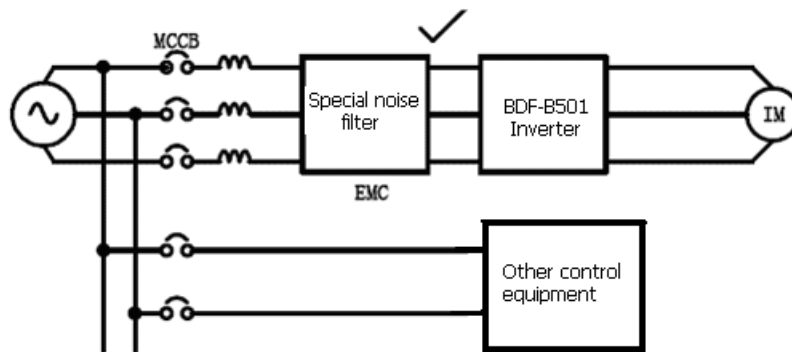 MCCB
Special noise
filter
BDF-B501
Inverter
IM
EMC
Other control
equipment